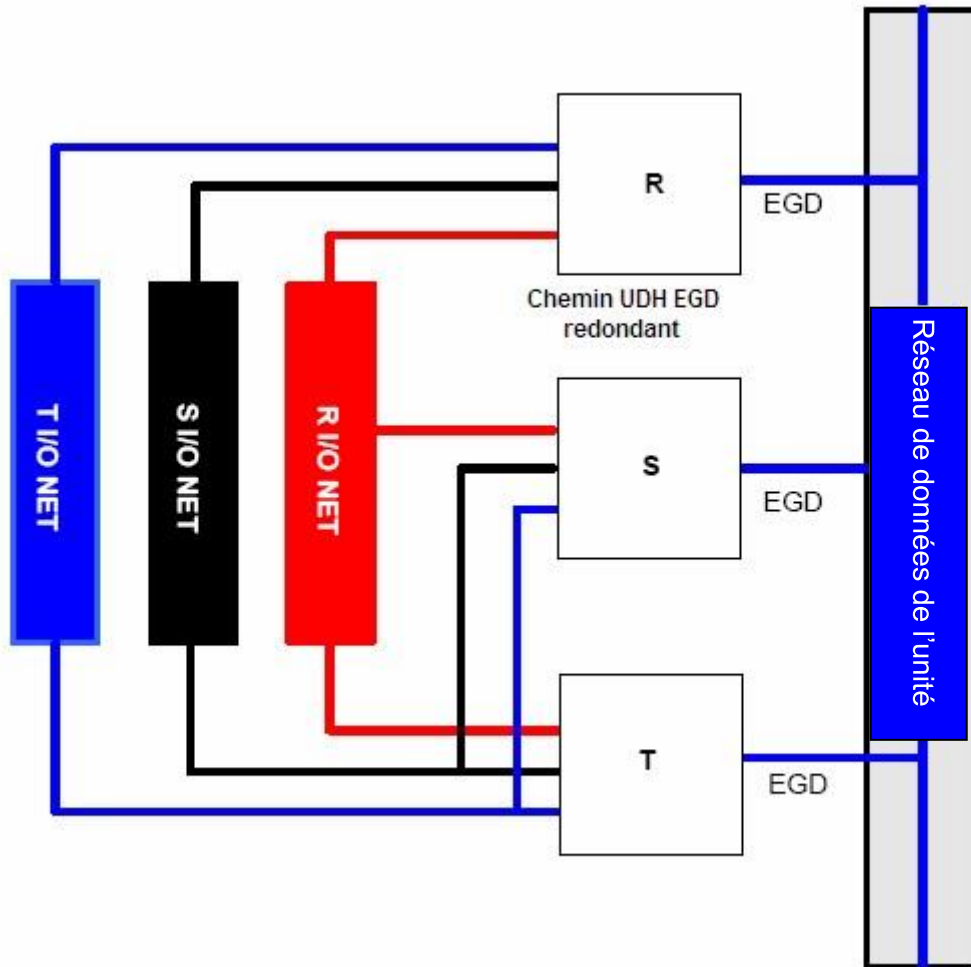 R
EGD
Chemin UDH EGD
redondant
T I/O NET
S I/O NET
R I/O NET
S
EGD
Réseau de données de l'unité
T
EGD